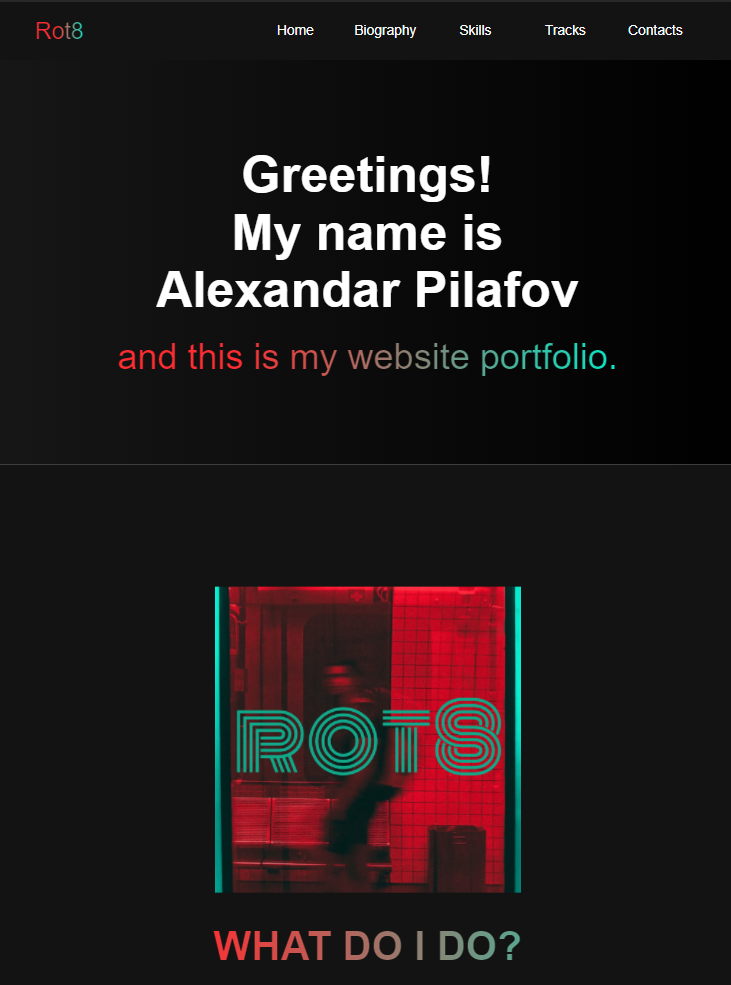 Rot8
Home Biography Skills Tracks Contacts
Greetings!
My name is
Alexandar Pilafov
and this is my website portfolio.
ROT8
WHAT DO I DO?